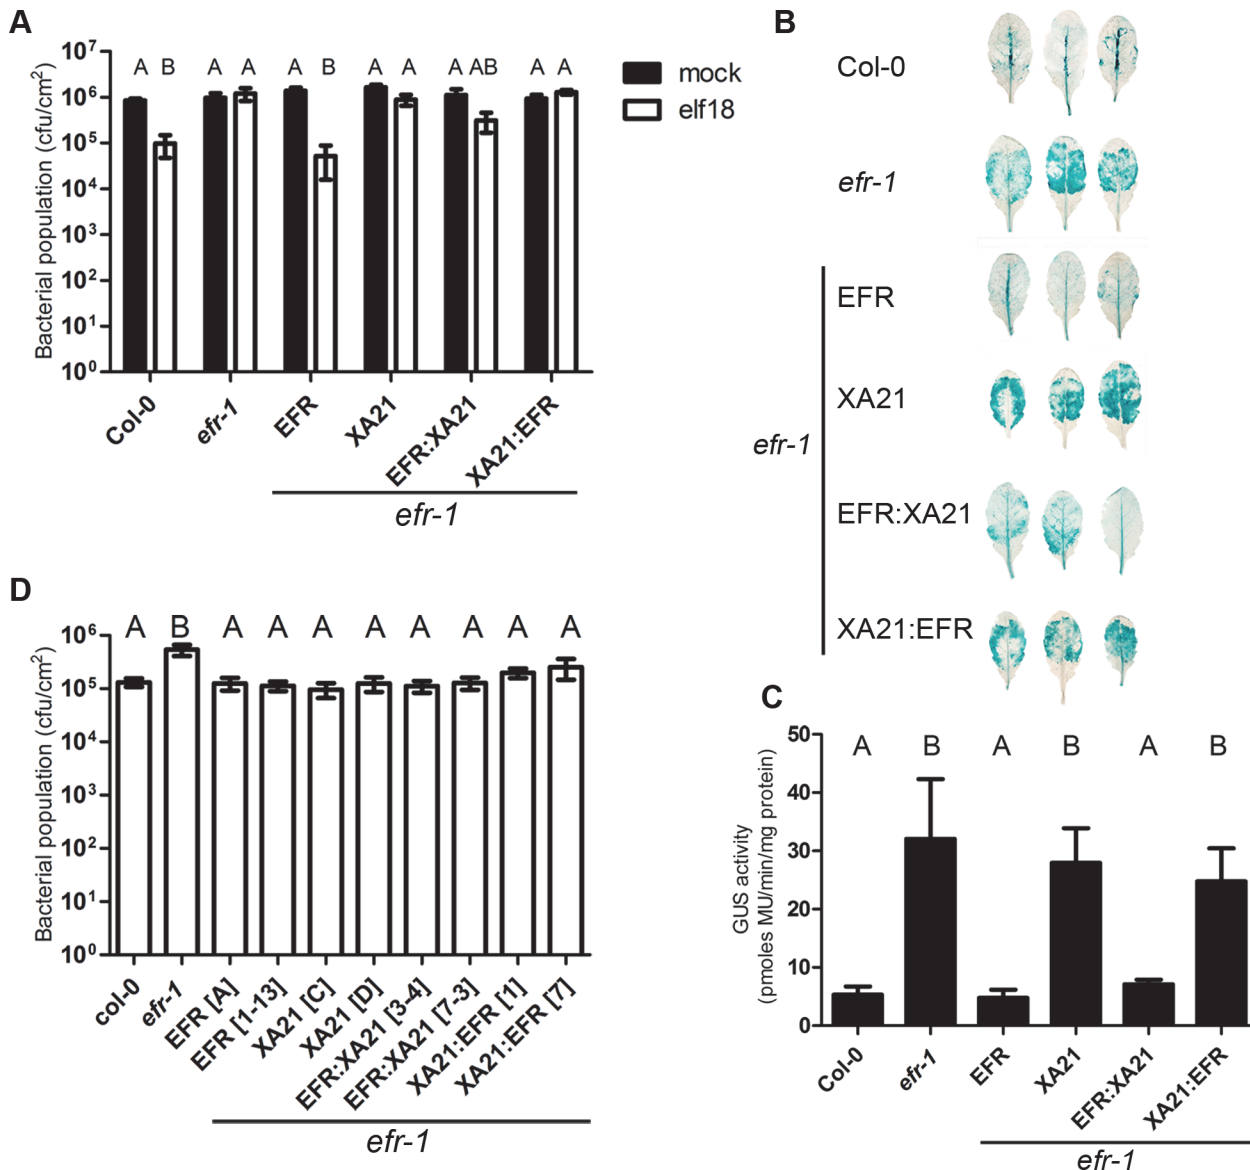 A
Bacterial population (cfu/cm²)
10⁷
10⁶
10⁵
10⁴
10³
10²
10¹
10⁰
A B A A A B A A A AB A A
mock
elf18
Col-0
efr-1
EFR
XA21
EFR:XA21
XA21:EFR
efr-1
B
Col-0
efr-1
EFR
XA21
efr-1
EFR:XA21
XA21:EFR
D
Bacterial population (cfu/cm²)
10⁶
10⁵
10⁴
10³
10²
10¹
10⁰
A B A A A A A A A A
col-0
efr-1
EFR [A]
EFR [1-13]
XA21 [C]
XA21 [D]
EFR:XA21 [3-4]
EFR:XA21 [7-3]
XA21:EFR [1]
XA21:EFR [7]
efr-1
C
GUS activity
(pmoles MU/min/mg protein)
50
40
30
20
10
0
A B A B A B
Col-0
efr-1
EFR
XA21
EFR:XA21
XA21:EFR
efr-1